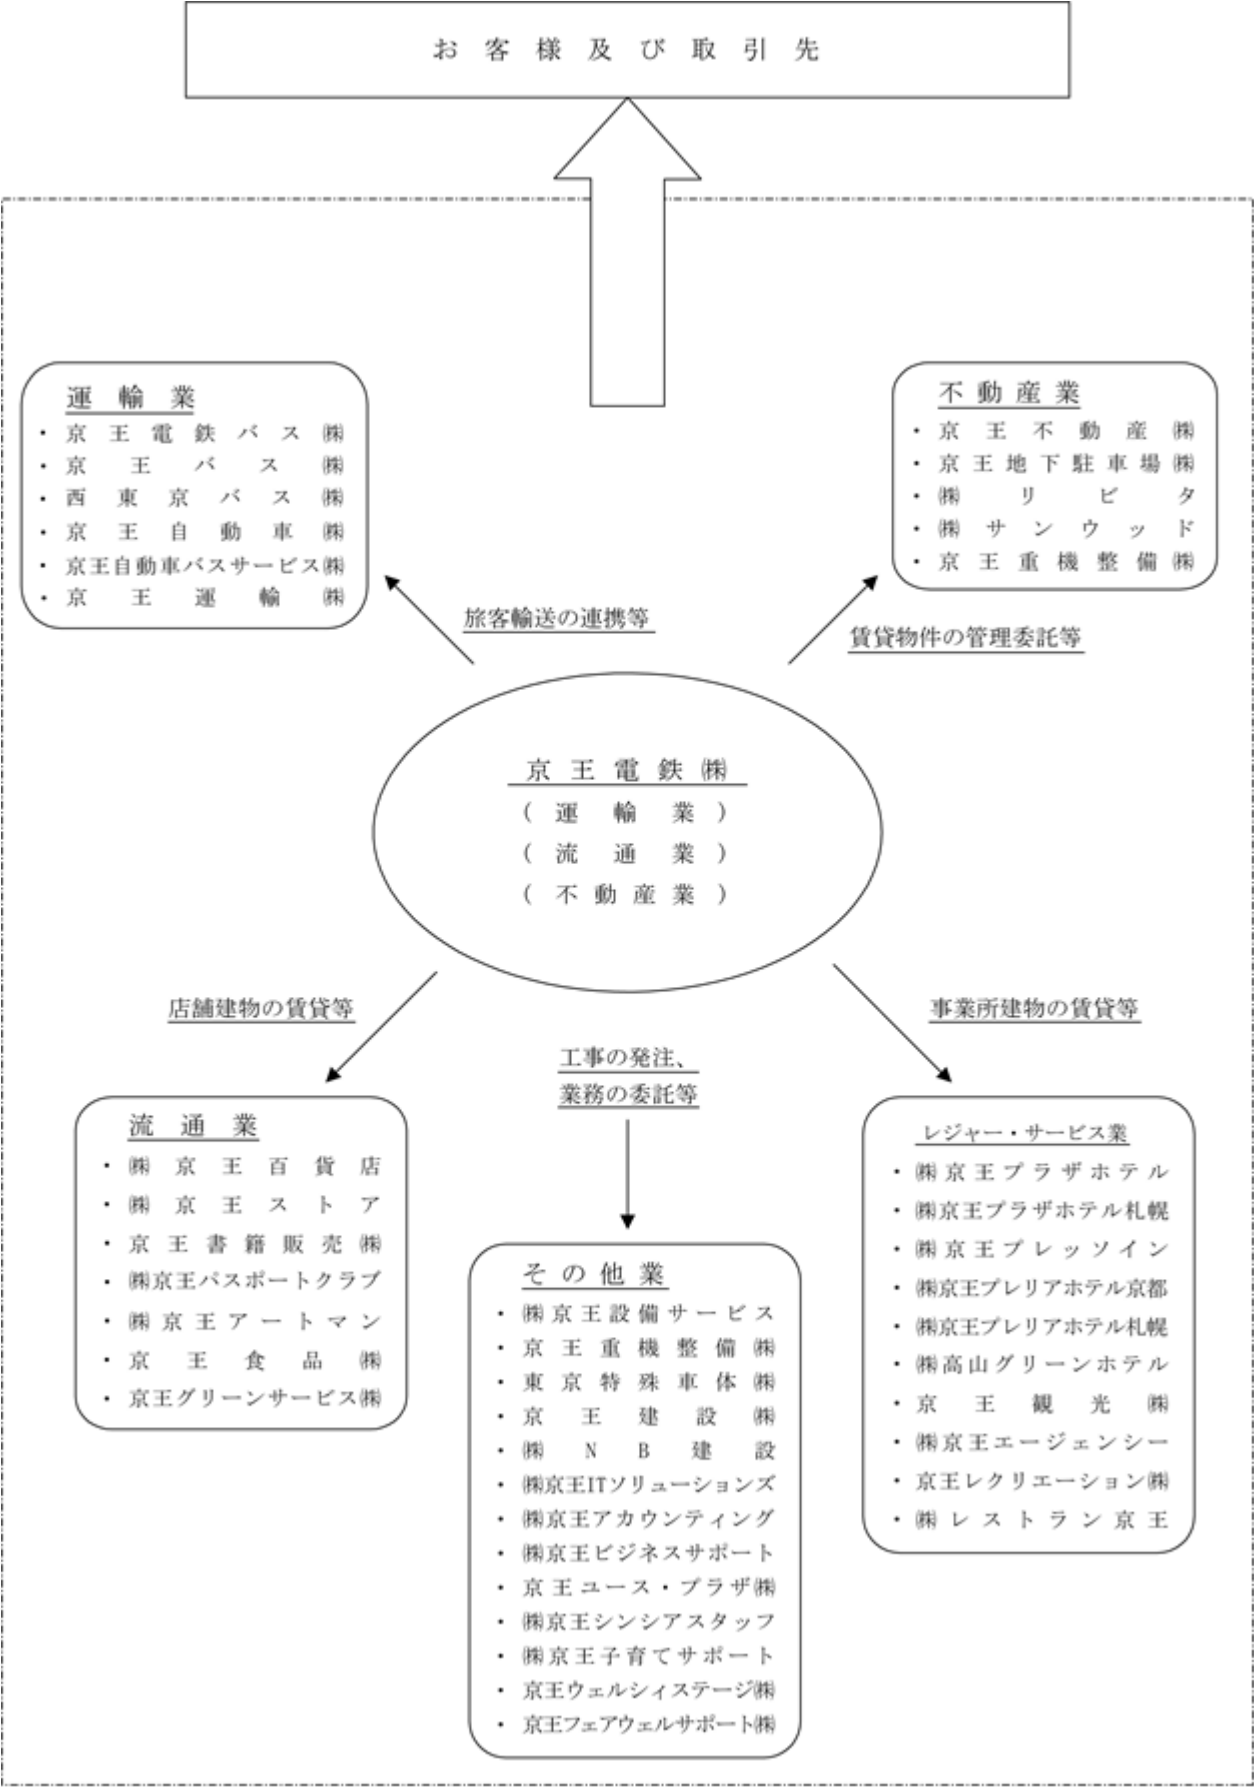 お客様及び取引先
運輸業
・京王電鉄バス㈱
・京王バス㈱
・西東京バス㈱
・京王自動車㈱
・京王自動車バスサービス㈱
・京王運輸㈱
不動産業
・京王不動産㈱
・京王地下駐車場㈱
・㈱リビタ
・㈱サンウッド
・京王重機整備㈱
旅客輸送の連携等
賃貸物件の管理委託等
京王電鉄㈱
(運輸業)
(流通業)
(不動産業)
店舗建物の賃貸等
工事の発注、
業務の委託等
事業所建物の賃貸等
流通業
・㈱京王百貨店
・㈱京王ストア
・京王書籍販売㈱
・㈱京王パスポートクラブ
・㈱京王アートマン
・京王食品㈱
・京王グリーンサービス㈱
その他業
・㈱京王設備サービス
・京王重機整備㈱
・東京特殊車体㈱
・京王建設㈱
・㈱NB建設
・㈱京王ITソリューションズ
・㈱京王アカウンティング
・㈱京王ビジネスサポート
・京王ユース・プラザ㈱
・㈱京王シンシアスタッフ
・㈱京王子育てサポート
・京王ウェルシィステージ㈱
・京王フェアウェルサポート㈱
レジャー・サービス業
・㈱京王プラザホテル
・㈱京王プラザホテル札幌
・㈱京王プレッソイン
・㈱京王プレリアホテル京都
・㈱京王プレリアホテル札幌
・㈱高山グリーンホテル
・京王観光㈱
・㈱京王エージェンシー
・京王レクリエーション㈱
・㈱レストラン京王